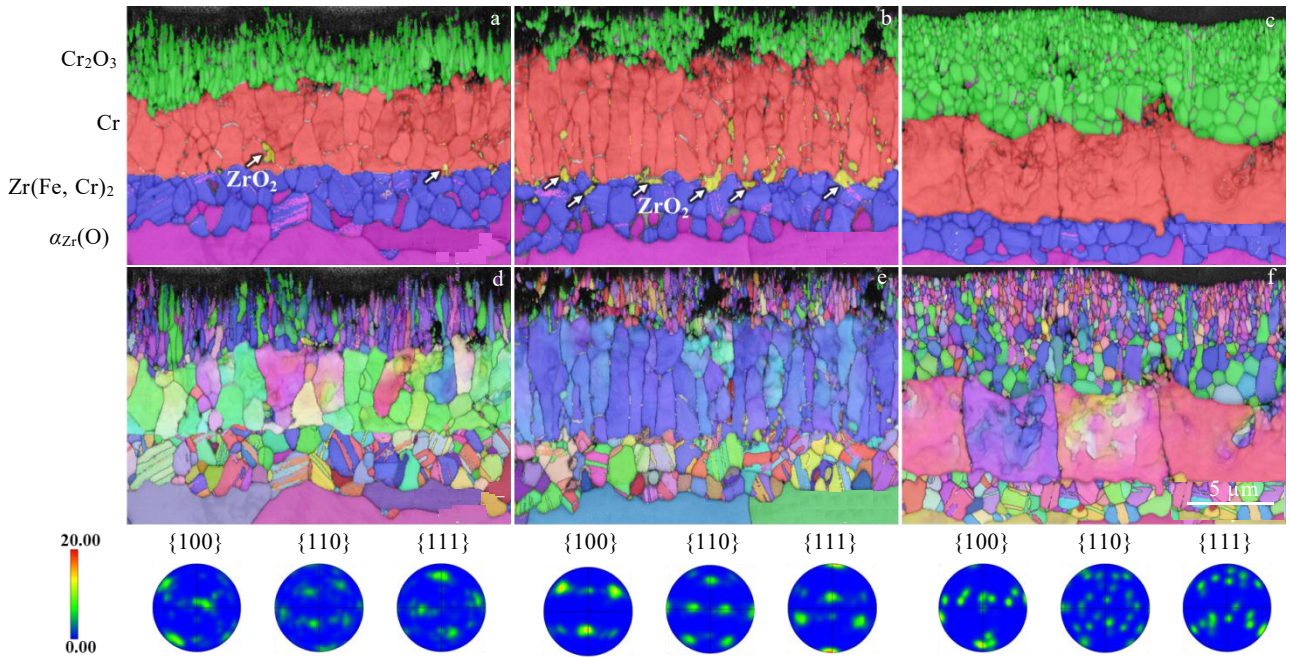 a b c
Cr₂O₃
Cr
ZrO₂ ZrO₂
Zr(Fe, Cr)₂
α_Zr(O)
d e f
5 μm
{100} {110} {111} {100} {110} {111} {100} {110} {111}
20.00
0.00